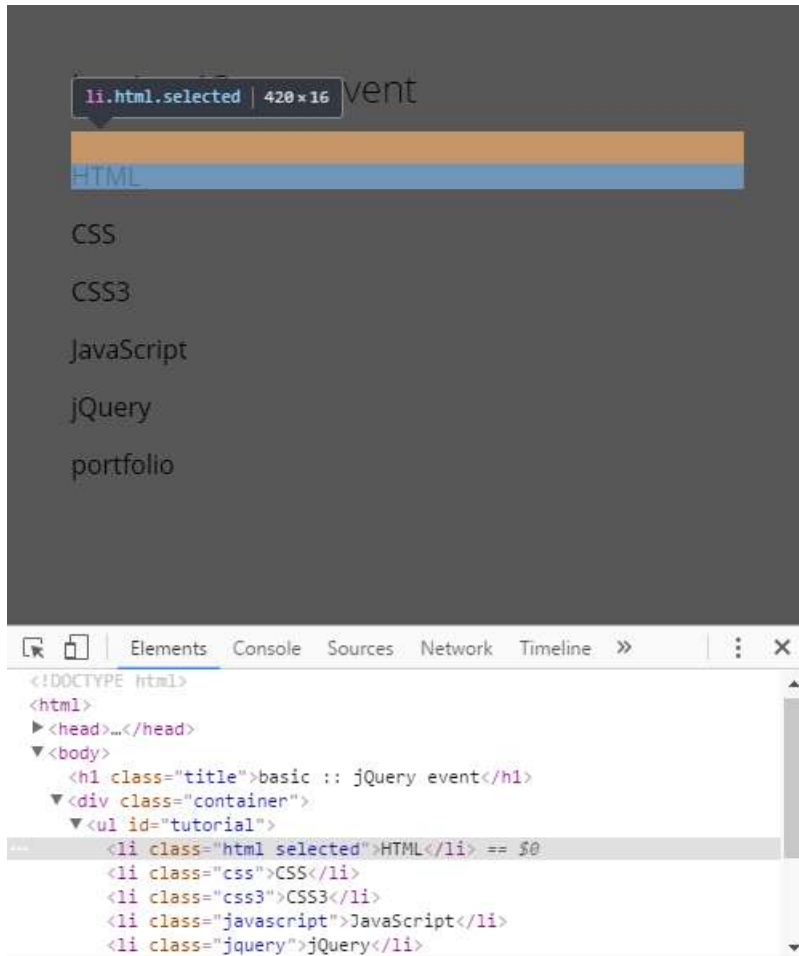 vent
li.html.selected | 420 × 16
HTML
CSS
CSS3
JavaScript
jQuery
portfolio
Elements Console Sources Network Timeline »
<!DOCTYPE html>
<html>
▶<head>…</head>
▼<body>
<h1 class="title">basic :: jQuery event</h1>
▼<div class="container">
▼<ul id="tutorial">
<li class="html selected">HTML</li> == $0
<li class="css">CSS</li>
<li class="css3">CSS3</li>
<li class="javascript">JavaScript</li>
<li class="jquery">jQuery</li>